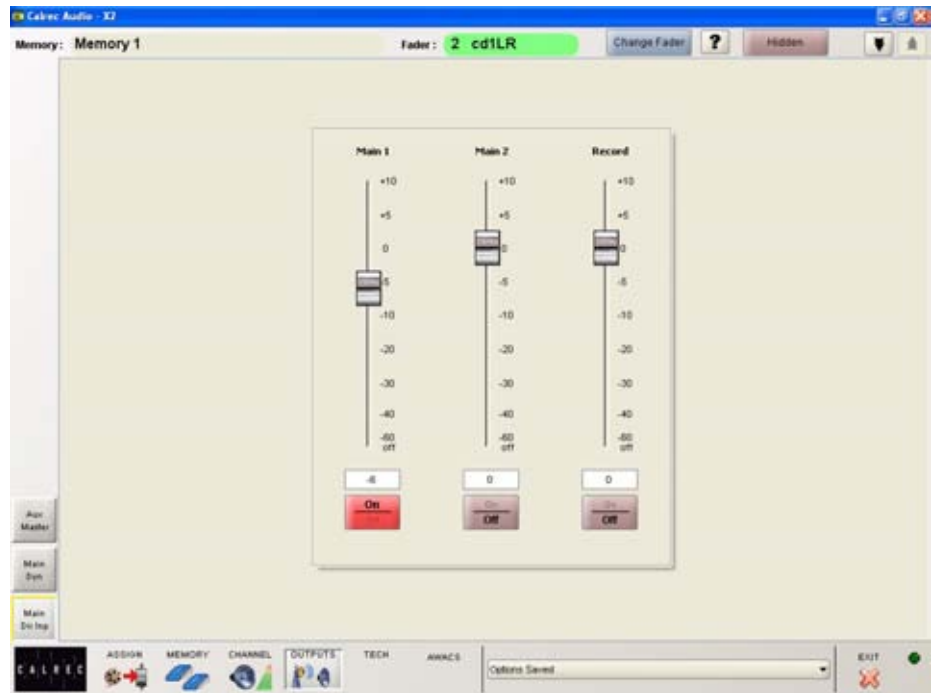 Calrec Audio - X2
Memory: Memory 1 Fader: 2 cd1LR Change Fader ? Hidden
Main 1 Main 2 Record
+10 +10 +10
+5 +5 +5
0 0 0
-5 -5 -5
-10 -10 -10
-20 -20 -20
-30 -30 -30
-40 -40 -40
-60 -60 -60
off off off
-6 0 0
On On On
Off Off
Aux
Master
Main
Dyn
Main
Dir Inp
CALREC ASSIGN MEMORY CHANNEL OUTPUTS TECH AWACS Options Saved EXIT